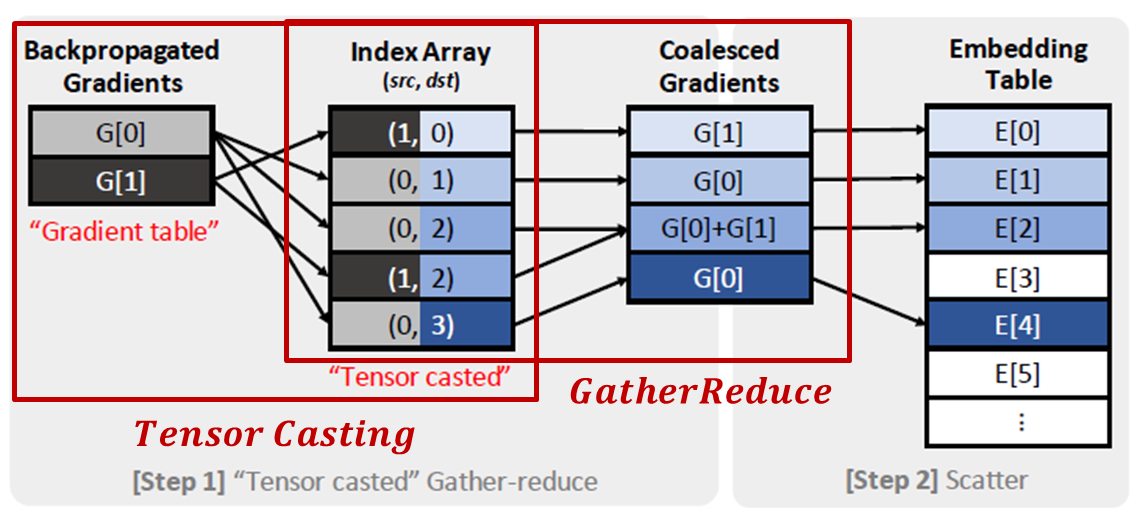 Backpropagated
Gradients
G[0]
G[1]
"Gradient table"
Index Array
(src, dst)
(1, 0)
(0, 1)
(0, 2)
(1, 2)
(0, 3)
"Tensor casted"
Coalesced
Gradients
G[1]
G[0]
G[0]+G[1]
G[0]
Embedding
Table
E[0]
E[1]
E[2]
E[3]
E[4]
E[5]
⋮
Tensor Casting
GatherReduce
[Step 1] "Tensor casted" Gather-reduce
[Step 2] Scatter